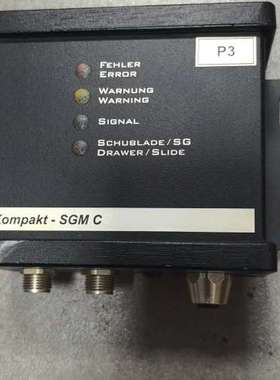 P3
FEHLER
ERROR
WARNUNG
WARNING
SIGNAL
SCHUBLADE/SG
DRAWER/SLIDE
Kompakt - SGM C